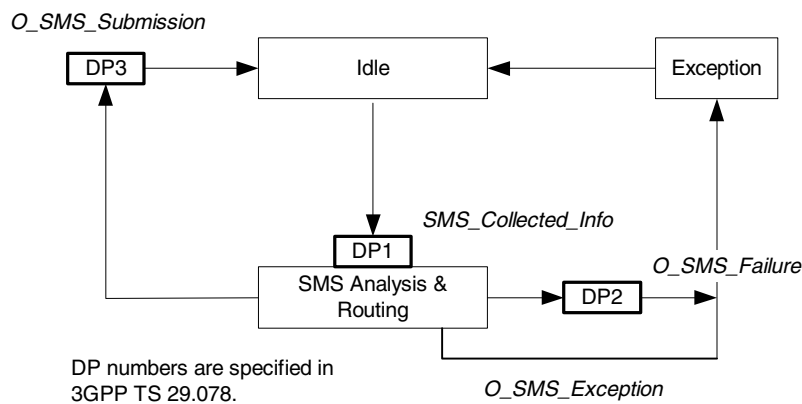 O_SMS_Submission
DP3
Idle
Exception
SMS_Collected_Info
DP1
SMS Analysis &
Routing
DP2
O_SMS_Failure
O_SMS_Exception
DP numbers are specified in
3GPP TS 29.078.